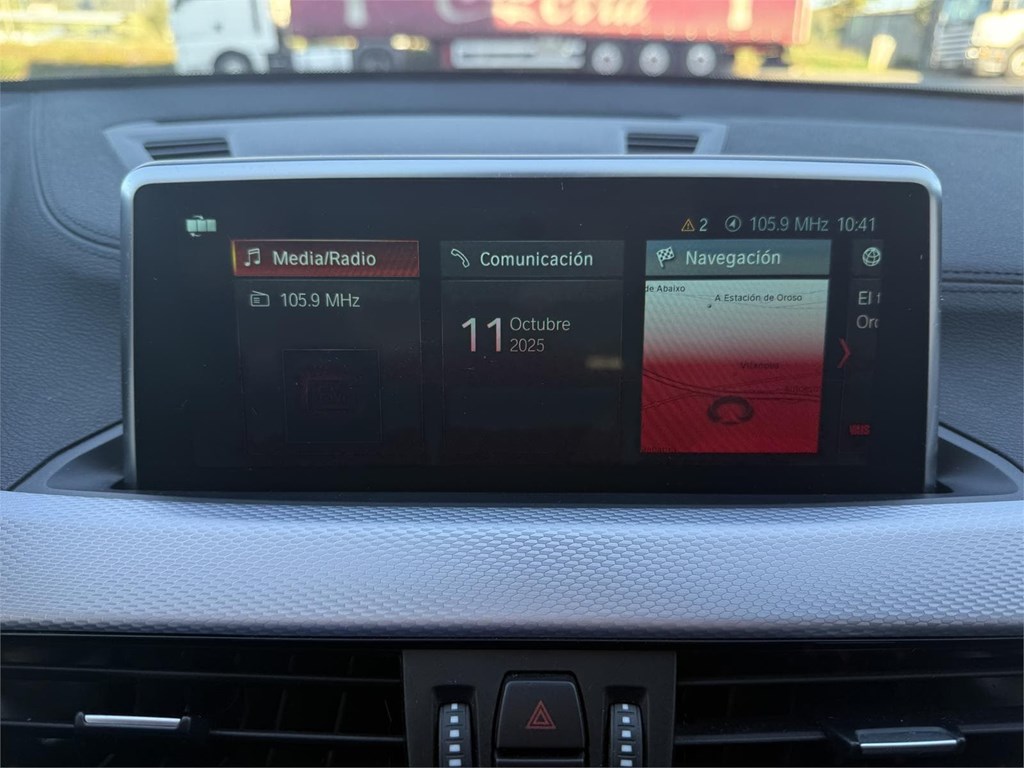 2 105.9 MHz 10:41
Media/Radio
Comunicación
Navegación
105.9 MHz
11 Octubre
2025
de Abaixo
A Estación de Oroso
El